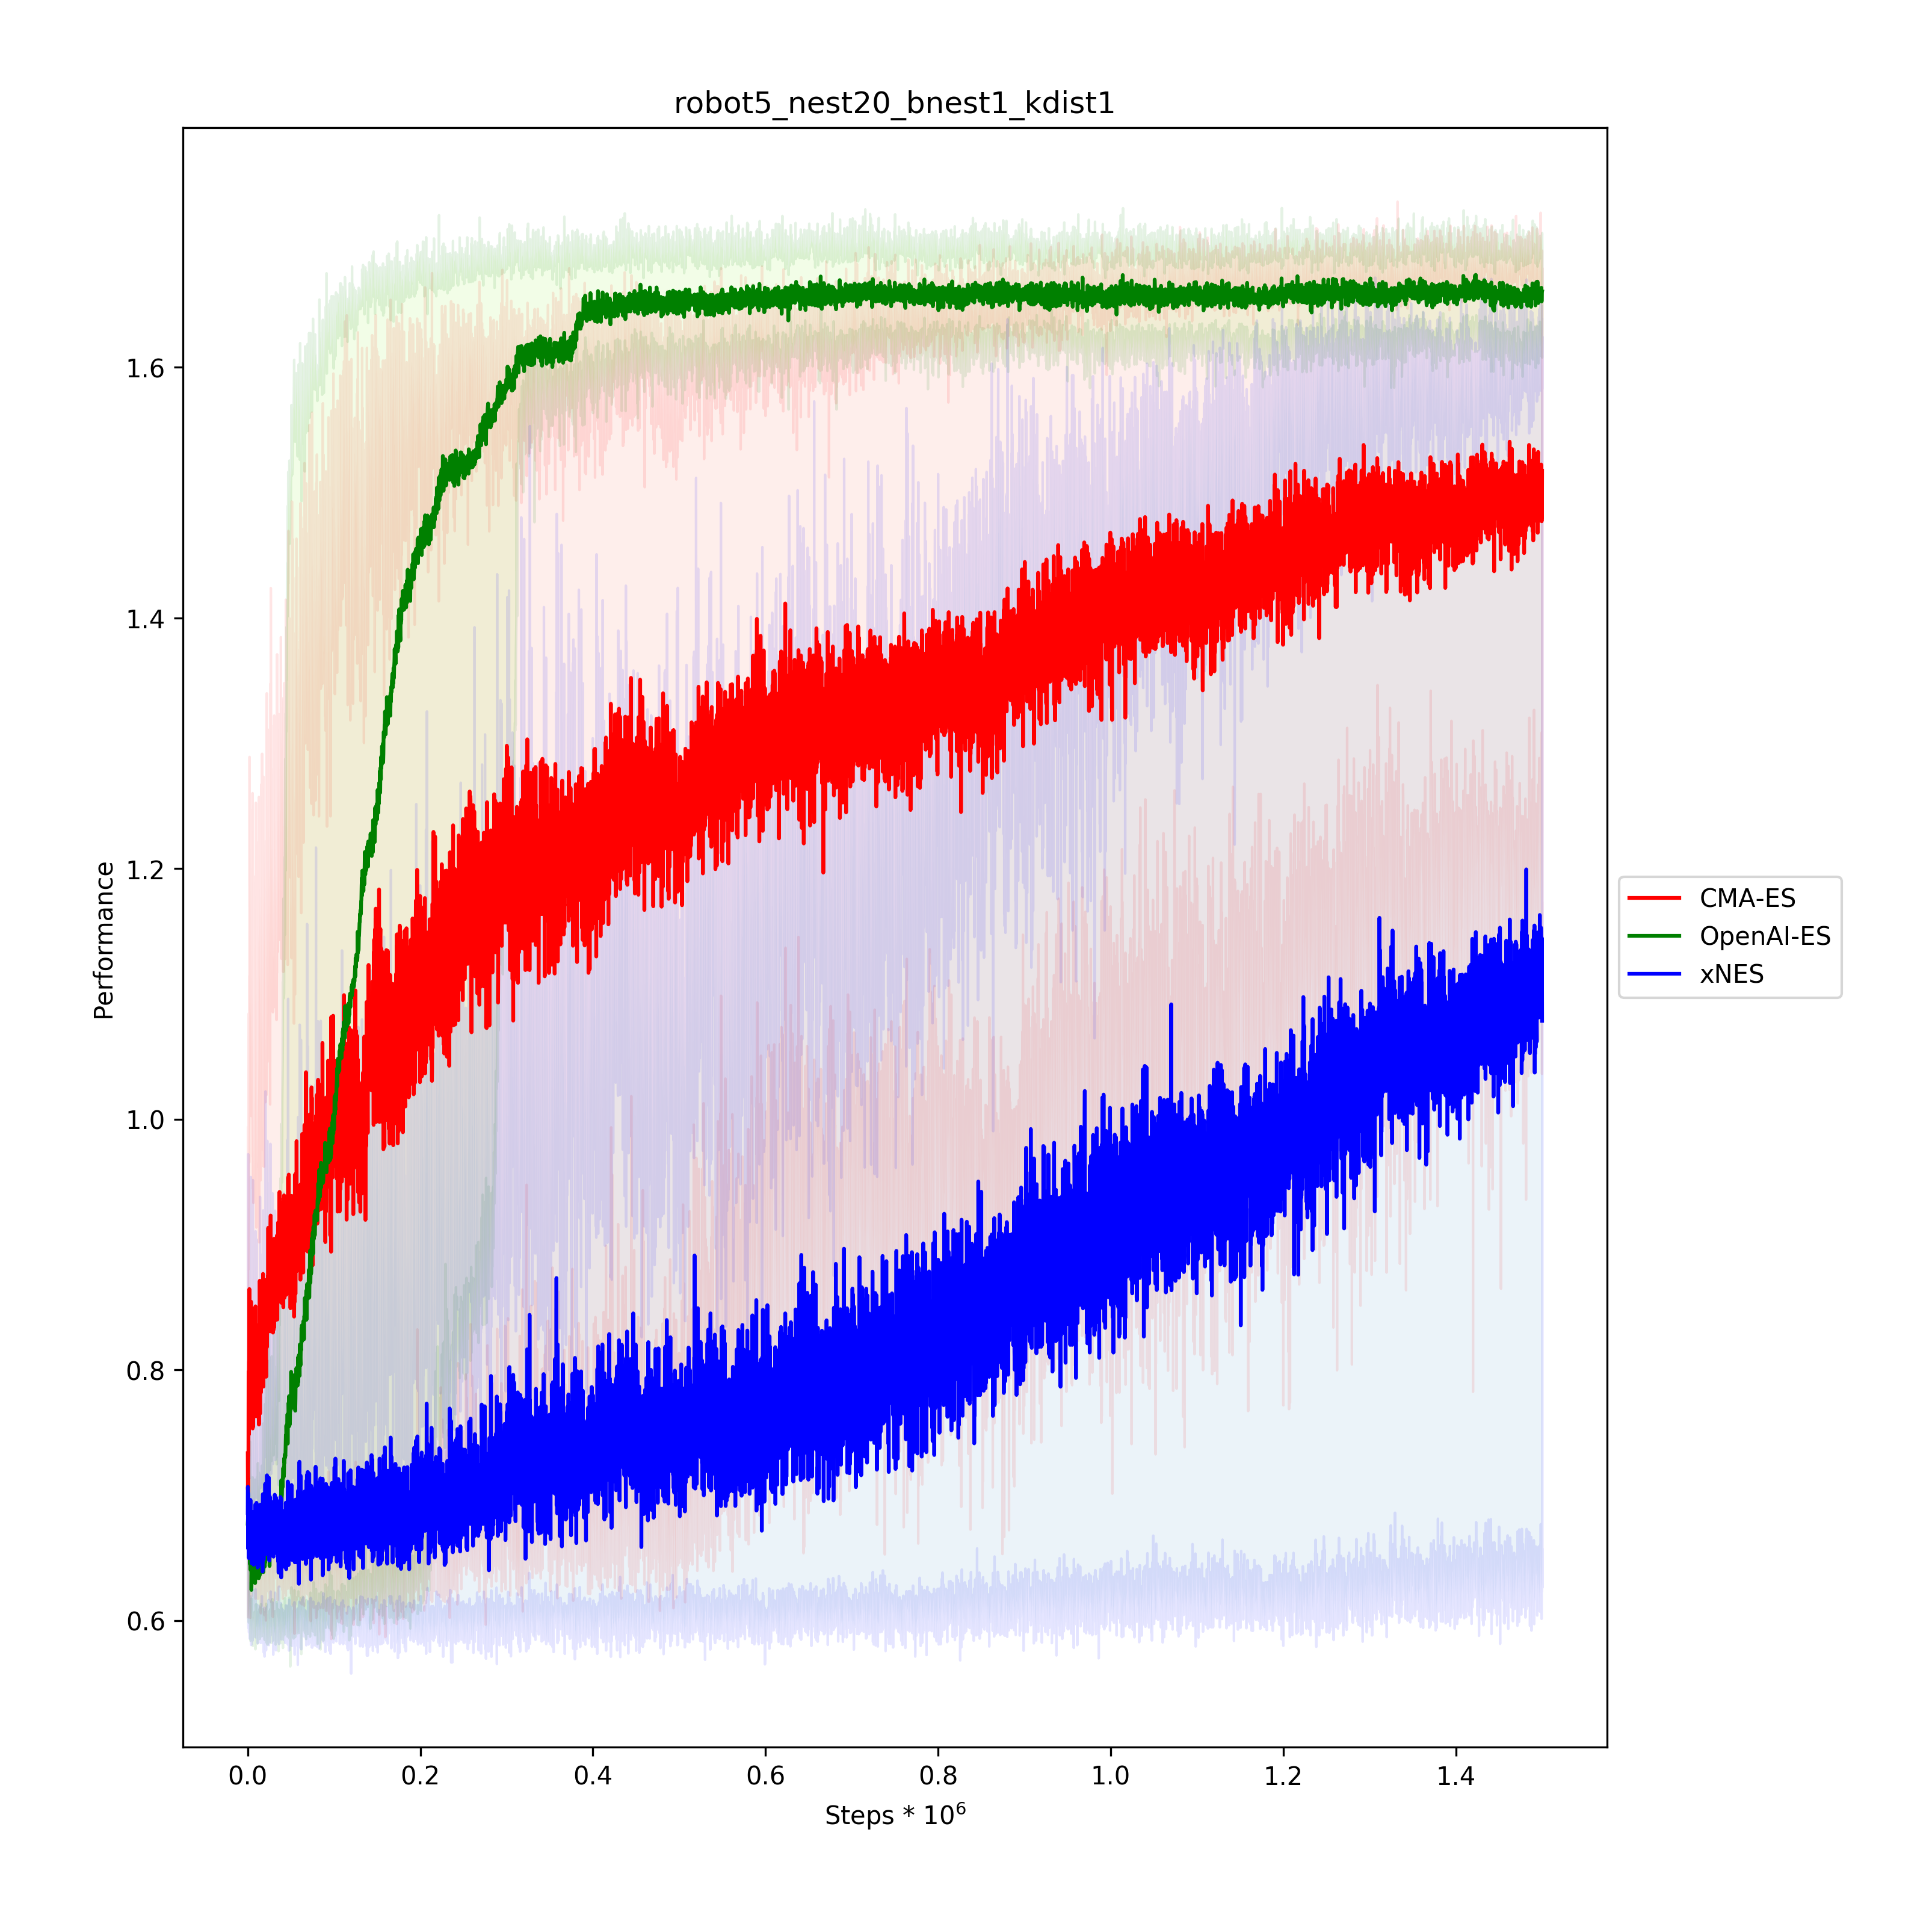 robot5_nest20_bnest1_kdist1
Performance
1.6
1.4
1.2
1.0
0.8
0.6
0.0 0.2 0.4 0.6 0.8 1.0 1.2 1.4
Steps * 10⁶
CMA-ES
OpenAI-ES
xNES